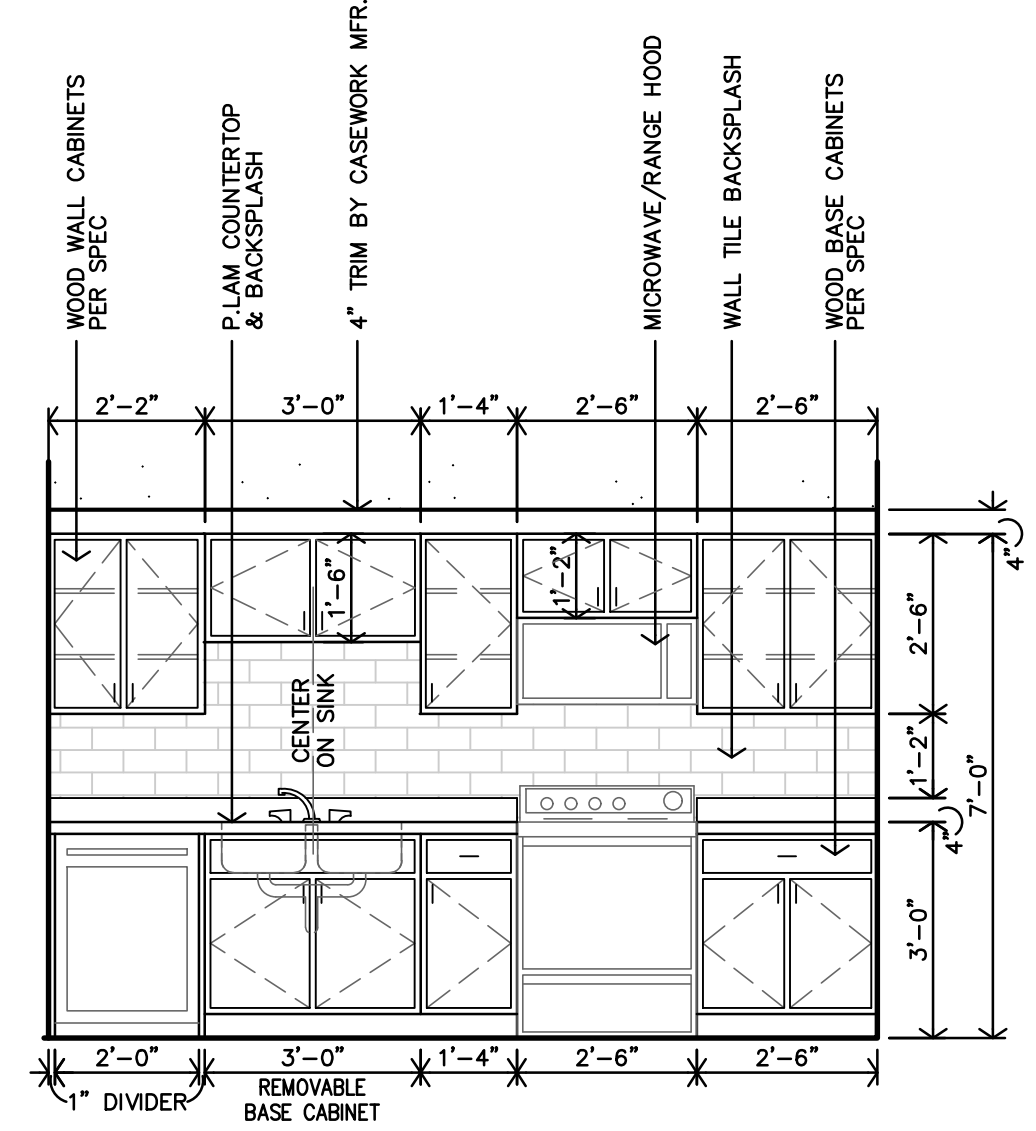 WOOD WALL CABINETS
PER SPEC
P.LAM COUNTERTOP
& BACKSPLASH
4" TRIM BY CASEWORK MFR.
MICROWAVE/RANGE HOOD
WALL TILE BACKSPLASH
WOOD BASE CABINETS
PER SPEC
2'-2"
3'-0"
1'-4"
2'-6"
2'-6"
4"
1'-6"
1'-2"
2'-6"
CENTER
ON SINK
1'-2"
7'-0"
4"
3'-0"
2'-0"
3'-0"
1'-4"
2'-6"
2'-6"
1" DIVIDER
REMOVABLE
BASE CABINET